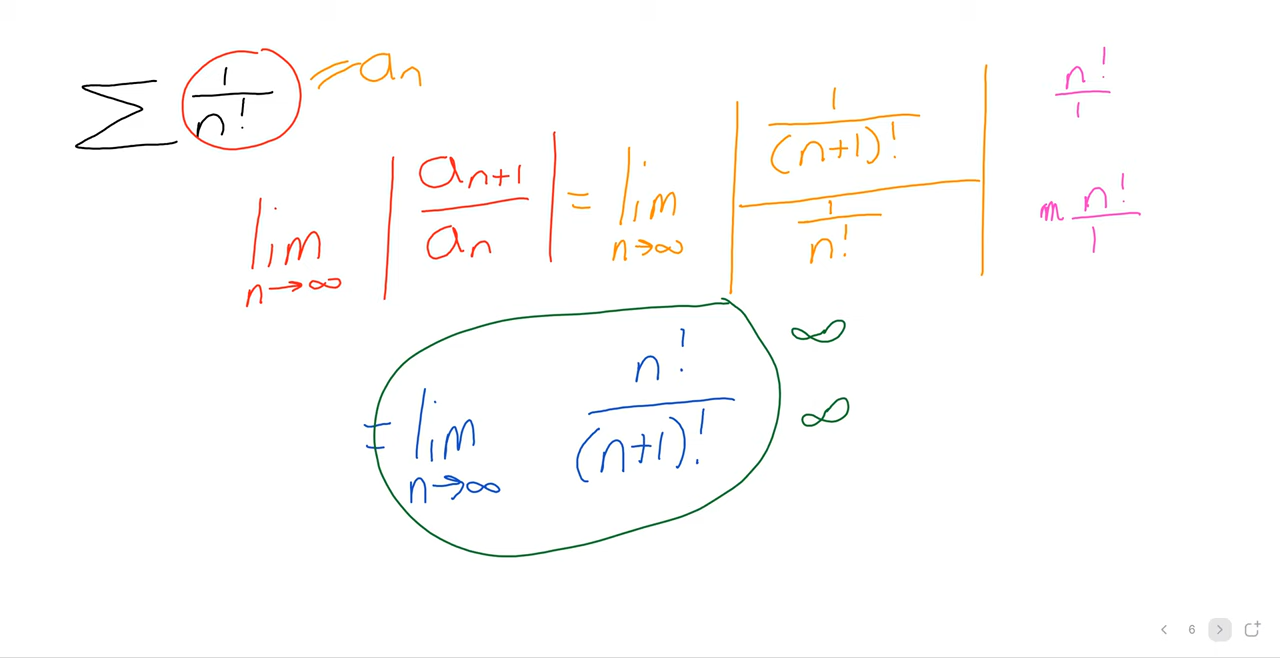 ∑ 1/n! = aₙ
lim n→∞ | aₙ₊₁ / aₙ | = lim n→∞ | (1/(n+1)!) / (1/n!) |
n!/1
m n!/1
= lim n→∞ n!/(n+1)!
∞
∞
6